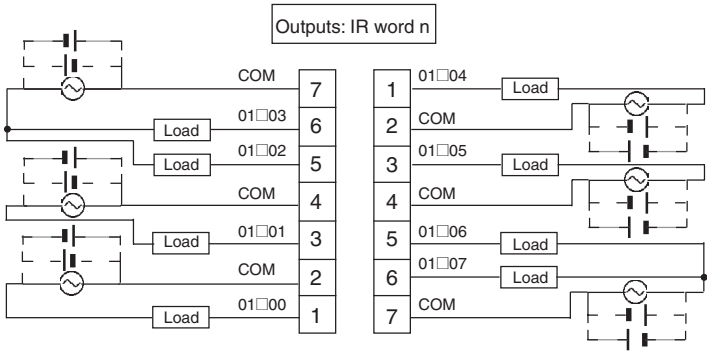 Outputs: IR word n
COM 7 1 01□04 Load
01□03 Load 6 2 COM
01□02 Load 5 3 01□05 Load
COM 4 4 COM
01□01 Load 3 5 01□06 Load
COM 2 6 01□07 Load
01□00 Load 1 7 COM